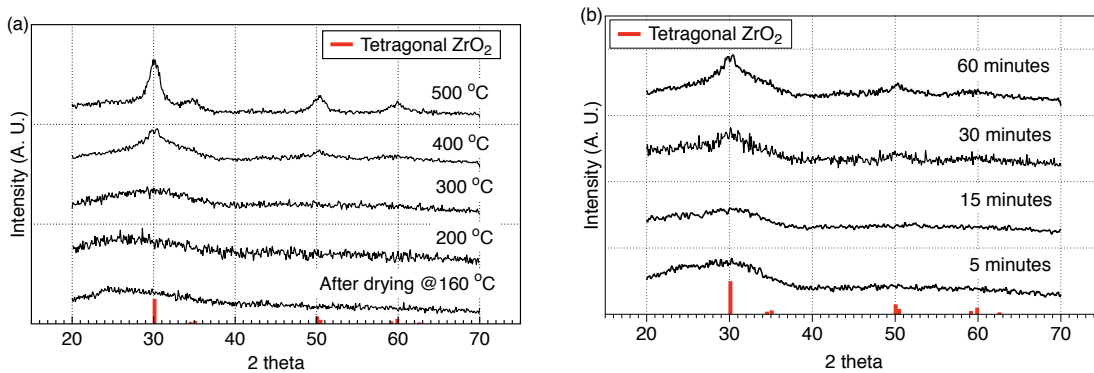 (a)
Tetragonal ZrO2
500 °C
400 °C
300 °C
200 °C
After drying @160 °C
Intensity (A. U.)
20 30 40 50 60 70
2 theta
(b)
Tetragonal ZrO2
60 minutes
30 minutes
15 minutes
5 minutes
Intensity (A. U.)
20 30 40 50 60 70
2 theta